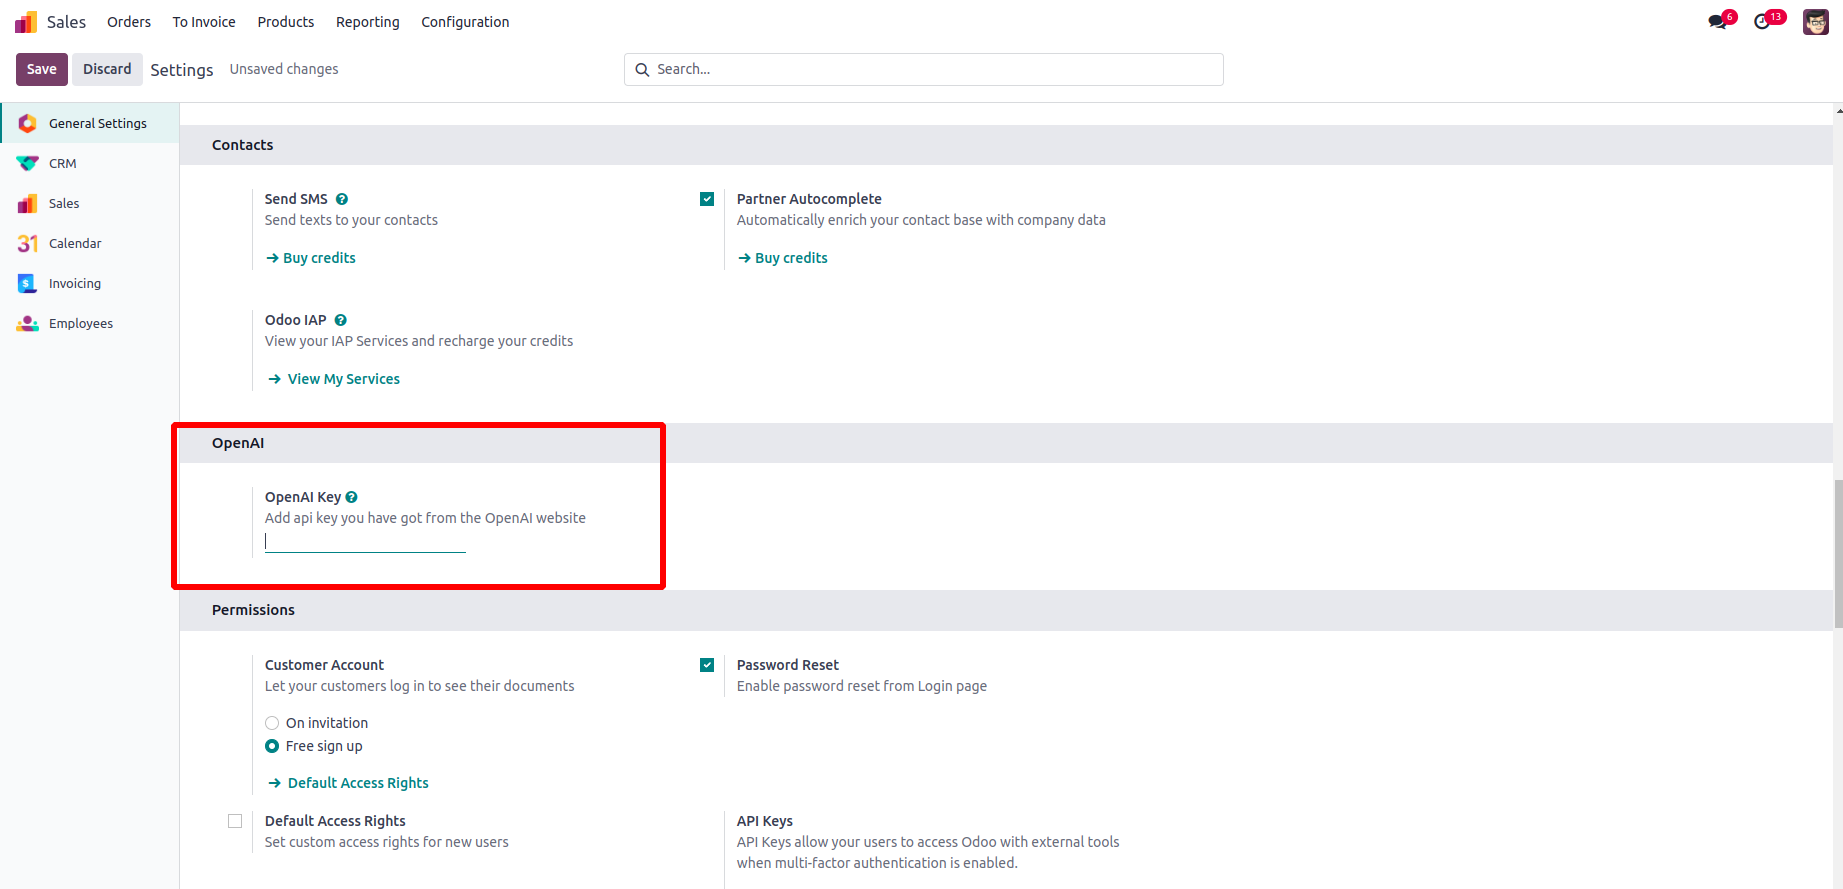 Sales Orders To Invoice Products Reporting Configuration 6 13
Save Discard Settings Unsaved changes Search...
General Settings
CRM
Sales
31 Calendar
$ Invoicing
Employees
Contacts
Send SMS ?
Send texts to your contacts
→ Buy credits
Partner Autocomplete
Automatically enrich your contact base with company data
→ Buy credits
Odoo IAP ?
View your IAP Services and recharge your credits
→ View My Services
OpenAI
OpenAI Key ?
Add api key you have got from the OpenAI website
Permissions
Customer Account
Let your customers log in to see their documents
On invitation
Free sign up
→ Default Access Rights
Password Reset
Enable password reset from Login page
Default Access Rights
Set custom access rights for new users
API Keys
API Keys allow your users to access Odoo with external tools
when multi-factor authentication is enabled.